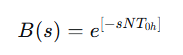 B(s) = e^{[-sNT_{0h}]}